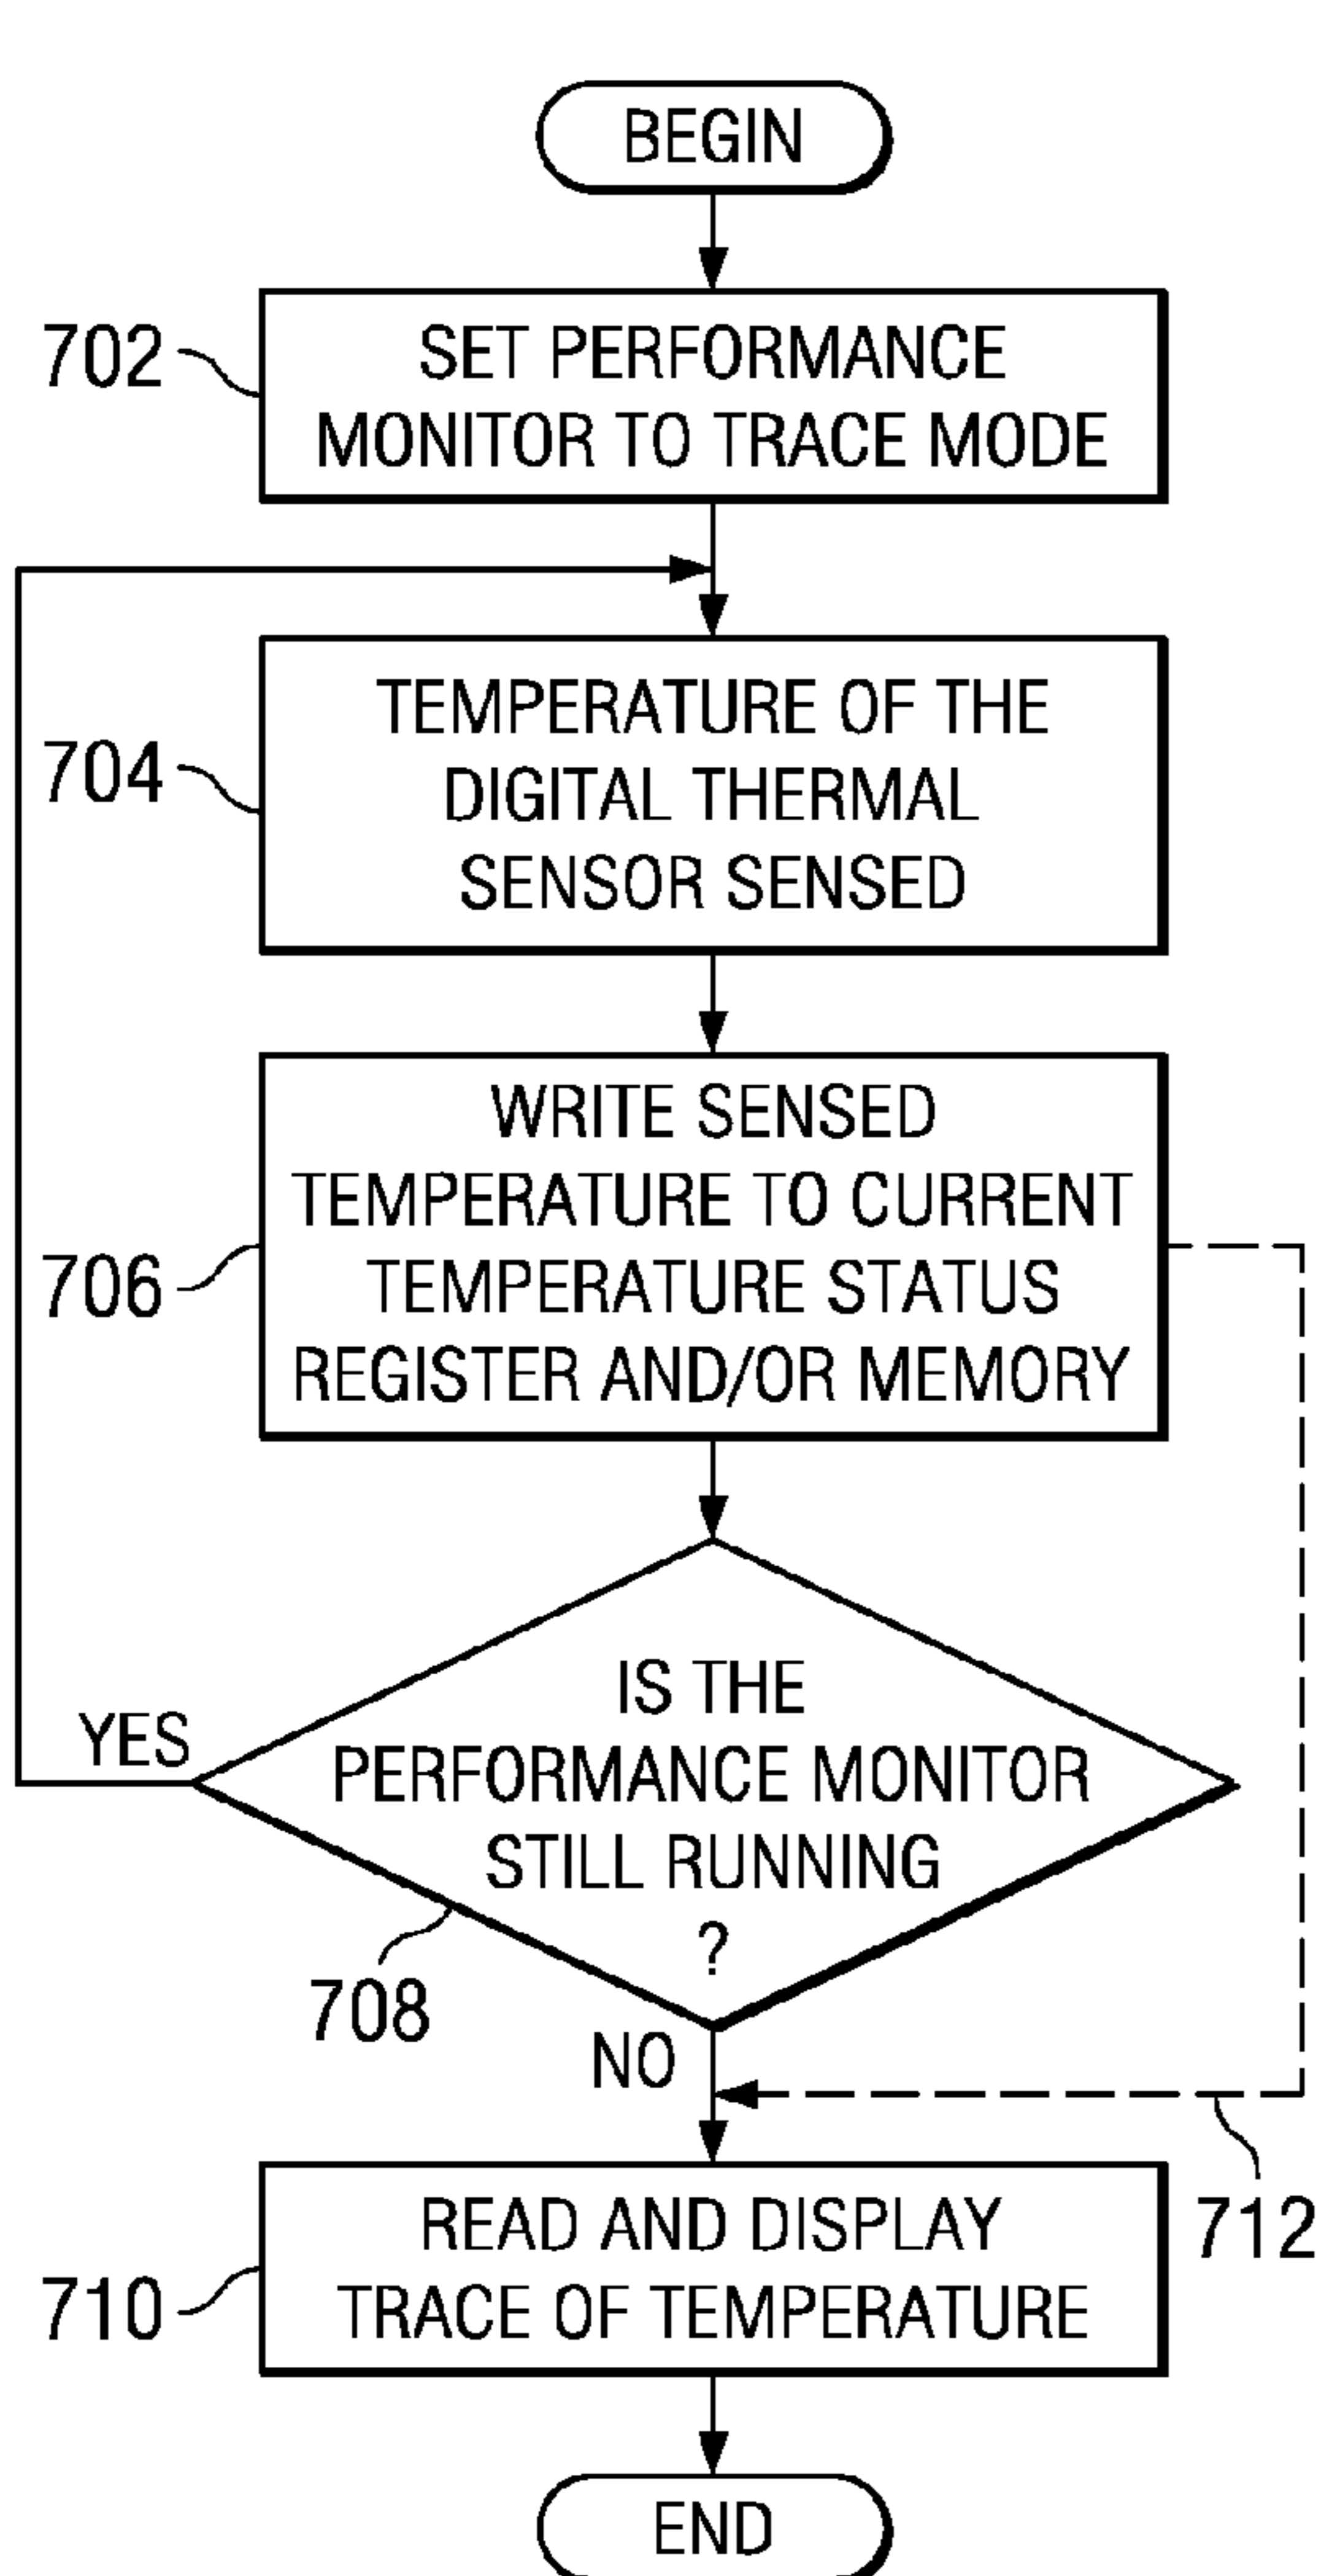 BEGIN
702
SET PERFORMANCE
MONITOR TO TRACE MODE
704
TEMPERATURE OF THE
DIGITAL THERMAL
SENSOR SENSED
706
WRITE SENSED
TEMPERATURE TO CURRENT
TEMPERATURE STATUS
REGISTER AND/OR MEMORY
YES
IS THE
PERFORMANCE MONITOR
STILL RUNNING
?
708
NO
712
710
READ AND DISPLAY
TRACE OF TEMPERATURE
END